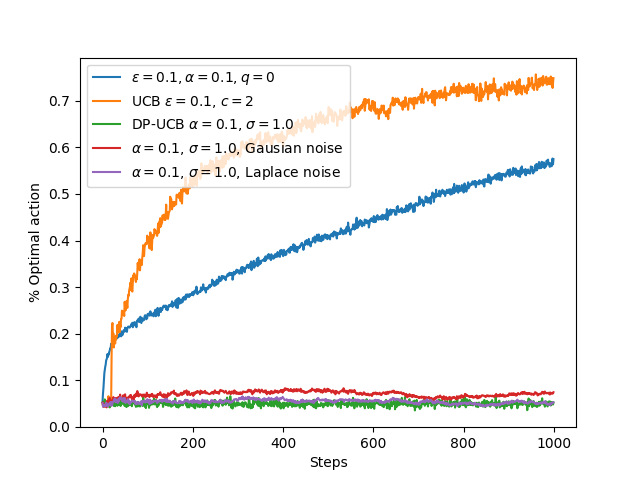 ε = 0.1, α = 0.1, q = 0
UCB ε = 0.1, c = 2
DP-UCB α = 0.1, σ = 1.0
α = 0.1, σ = 1.0, Gausian noise
α = 0.1, σ = 1.0, Laplace noise
0.7
0.6
0.5
0.4
0.3
0.2
0.1
0.0
% Optimal action
0 200 400 600 800 1000
Steps